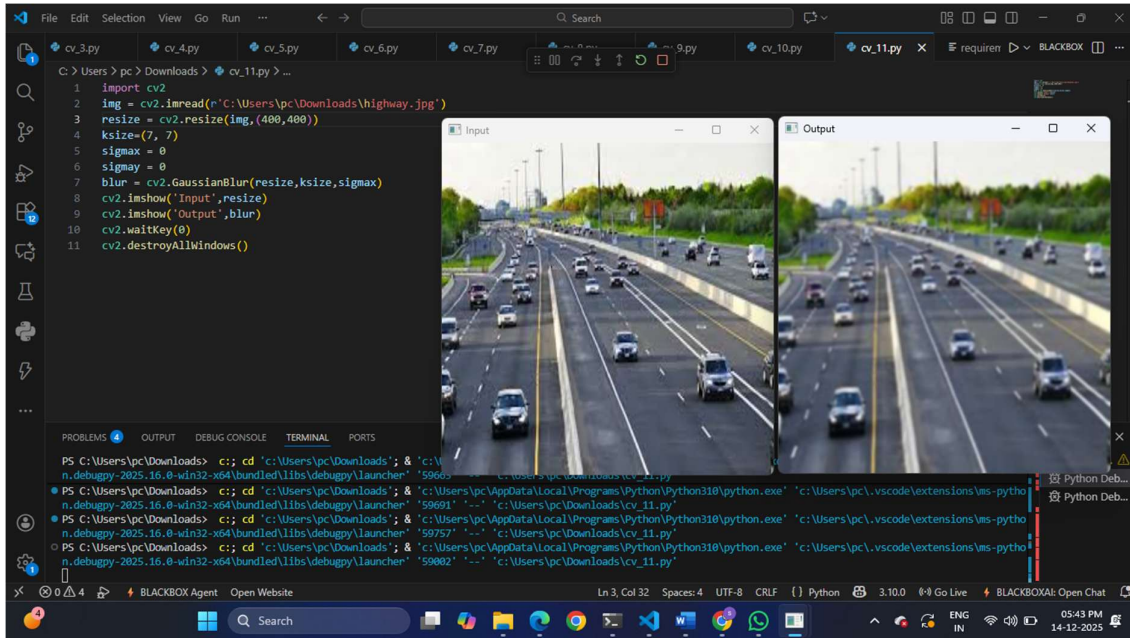 File Edit Selection View Go Run ··· Search
cv_3.py cv_4.py cv_5.py cv_6.py cv_7.py cv_10.py cv_11.py BLACKBOX
C: > Users > pc > Downloads > cv_11.py > ...
1 import cv2
2 img = cv2.imread(r'C:\Users\pc\Downloads\highway.jpg')
3 resize = cv2.resize(img,(400,400))
4 ksize=(7, 7)
5 sigmax = 0
6 sigmay = 0
7 blur = cv2.GaussianBlur(resize,ksize,sigmax)
8 cv2.imshow('Input',resize)
9 cv2.imshow('Output',blur)
10 cv2.waitKey(0)
11 cv2.destroyAllWindows()
Input
Output
1
12
PROBLEMS 4 OUTPUT DEBUG CONSOLE TERMINAL PORTS
PS C:\Users\pc\Downloads> c:; cd 'c:\Users\pc\Downloads'; & 'c:\
n.debugpy-2025.16.0-win32-x64\bundled\libs\debugpy\launcher'
PS C:\Users\pc\Downloads> c:; cd 'c:\Users\pc\Downloads'; & 'c:\Users\pc\AppData\Local\Programs\Python\Python310\python.exe' 'c:\Users\pc\.vscode\extensions\ms-pytho
n.debugpy-2025.16.0-win32-x64\bundled\libs\debugpy\launcher' '59691' '--' 'c:\Users\pc\Downloads\cv_11.py'
PS C:\Users\pc\Downloads> c:; cd 'c:\Users\pc\Downloads'; & 'c:\Users\pc\AppData\Local\Programs\Python\Python310\python.exe' 'c:\Users\pc\.vscode\extensions\ms-pytho
n.debugpy-2025.16.0-win32-x64\bundled\libs\debugpy\launcher' '59757' '--' 'c:\Users\pc\Downloads\cv_11.py'
PS C:\Users\pc\Downloads> c:; cd 'c:\Users\pc\Downloads'; & 'c:\Users\pc\AppData\Local\Programs\Python\Python310\python.exe' 'c:\Users\pc\.vscode\extensions\ms-pytho
n.debugpy-2025.16.0-win32-x64\bundled\libs\debugpy\launcher' '59002' '--' 'c:\Users\pc\Downloads\cv_11.py'
Python Deb...
Python Deb...
1
0 4 BLACKBOX Agent Open Website Ln 3, Col 32 Spaces: 4 UTF-8 CRLF {} Python 3.10.0 Go Live BLACKBOXAI: Open Chat
4 Search ENG 05:43 PM
IN 14-12-2025